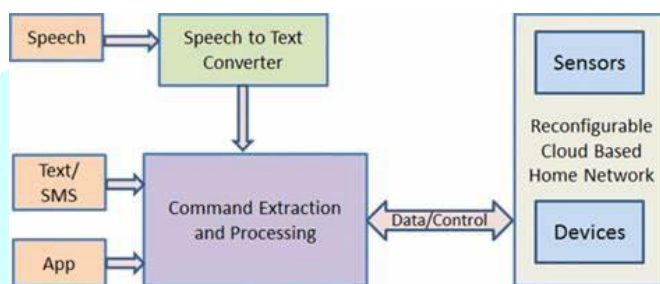 Speech
Speech to Text
Converter
Text/
SMS
App
Command Extraction
and Processing
Data/Control
Sensors
Reconfigurable
Cloud Based
Home Network
Devices